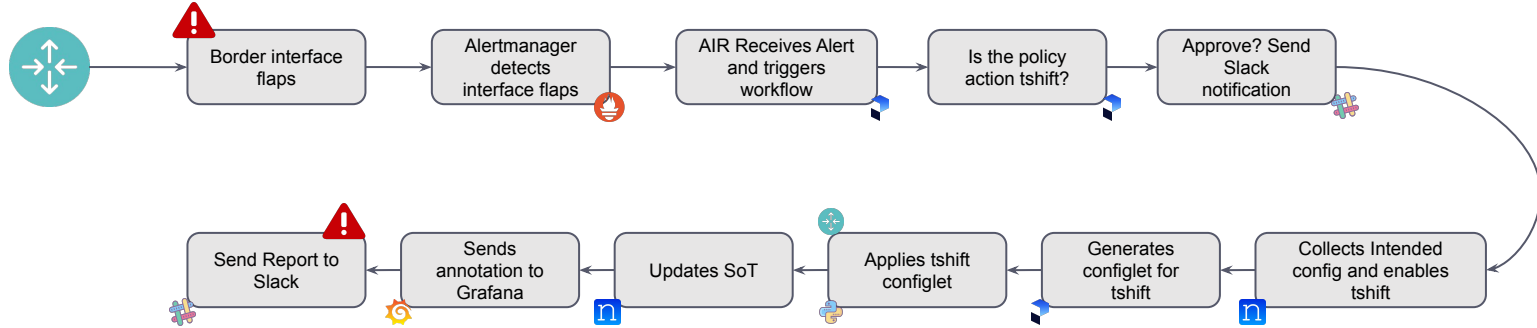 Border interface
flaps
Alertmanager
detects
interface flaps
AIR Receives Alert
and triggers
workflow
Is the policy
action tshift?
Approve? Send
Slack
notification
Send Report to
Slack
Sends
annotation to
Grafana
Updates SoT
Applies tshift
configlet
Generates
configlet for
tshift
Collects Intended
config and enables
tshift
n
n